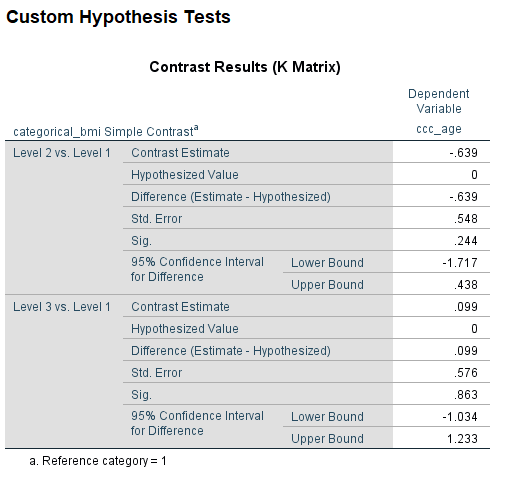 Custom Hypothesis Tests
Contrast Results (K Matrix)
Dependent
Variable
categorical_bmi Simple Contrastᵃ ccc_age
Level 2 vs. Level 1 Contrast Estimate -.639
Hypothesized Value 0
Difference (Estimate - Hypothesized) -.639
Std. Error .548
Sig. .244
95% Confidence Interval
for Difference
Lower Bound -1.717
Upper Bound .438
Level 3 vs. Level 1 Contrast Estimate .099
Hypothesized Value 0
Difference (Estimate - Hypothesized) .099
Std. Error .576
Sig. .863
95% Confidence Interval
for Difference
Lower Bound -1.034
Upper Bound 1.233
a. Reference category = 1